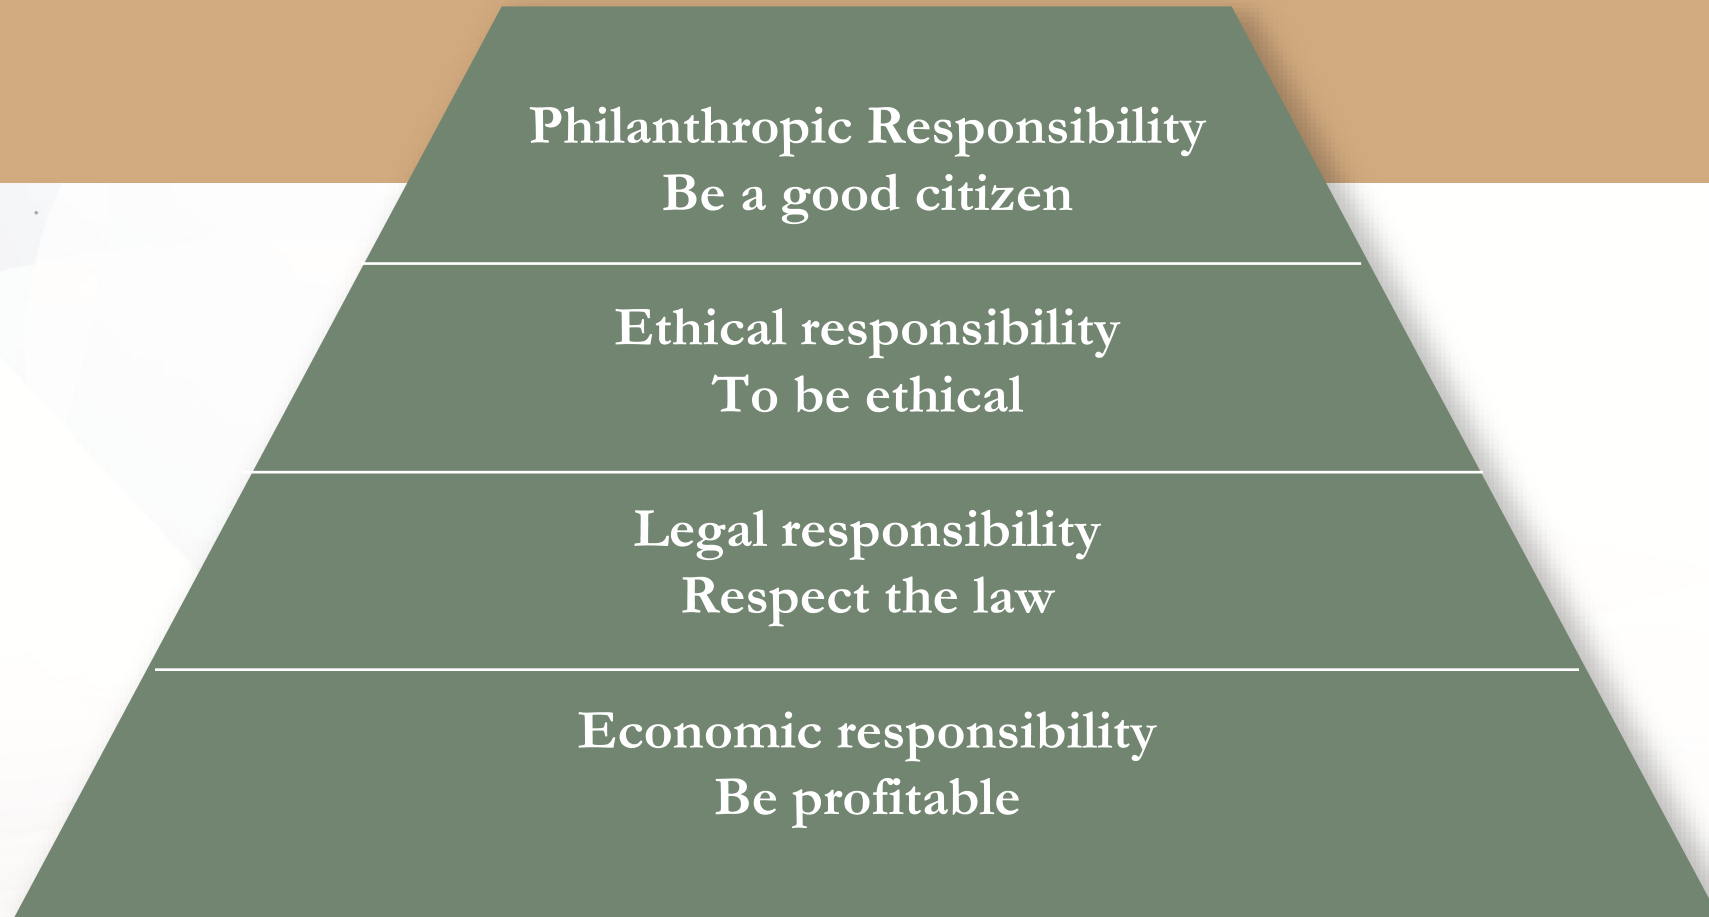 Philanthropic Responsibility
Be a good citizen
Ethical responsibility
To be ethical
Legal responsibility
Respect the law
Economic responsibility
Be profitable